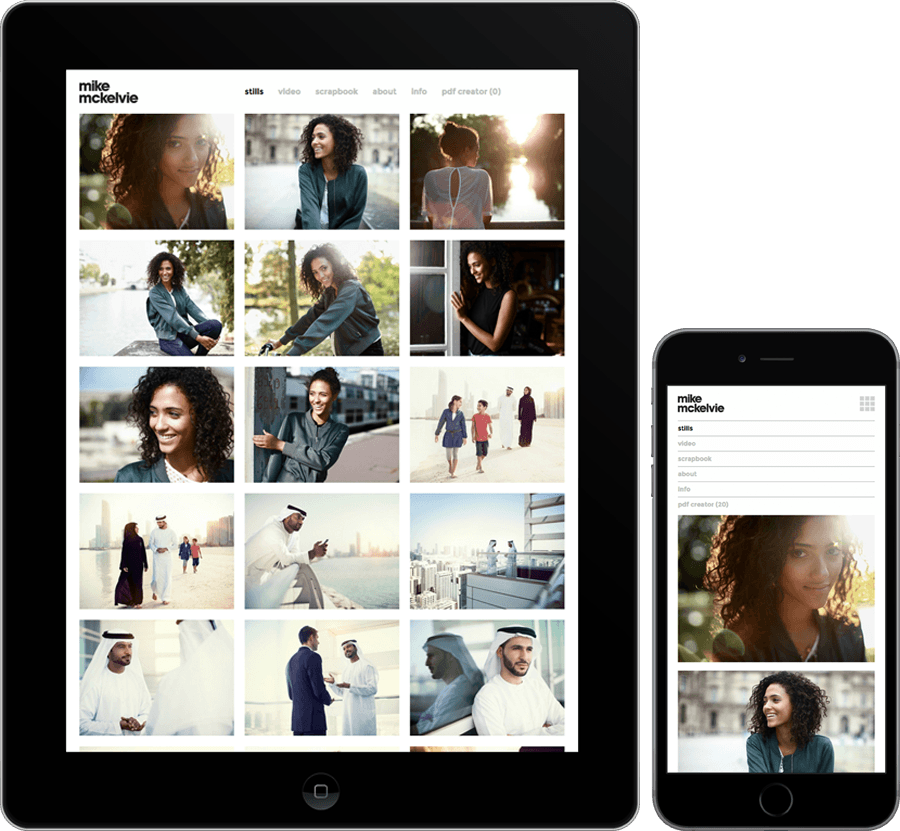 mike
mckelvie
stills video scrapbook about info pdf creator (0)
mike
mckelvie
stills
video
scrapbook
about
info
pdf creator (20)